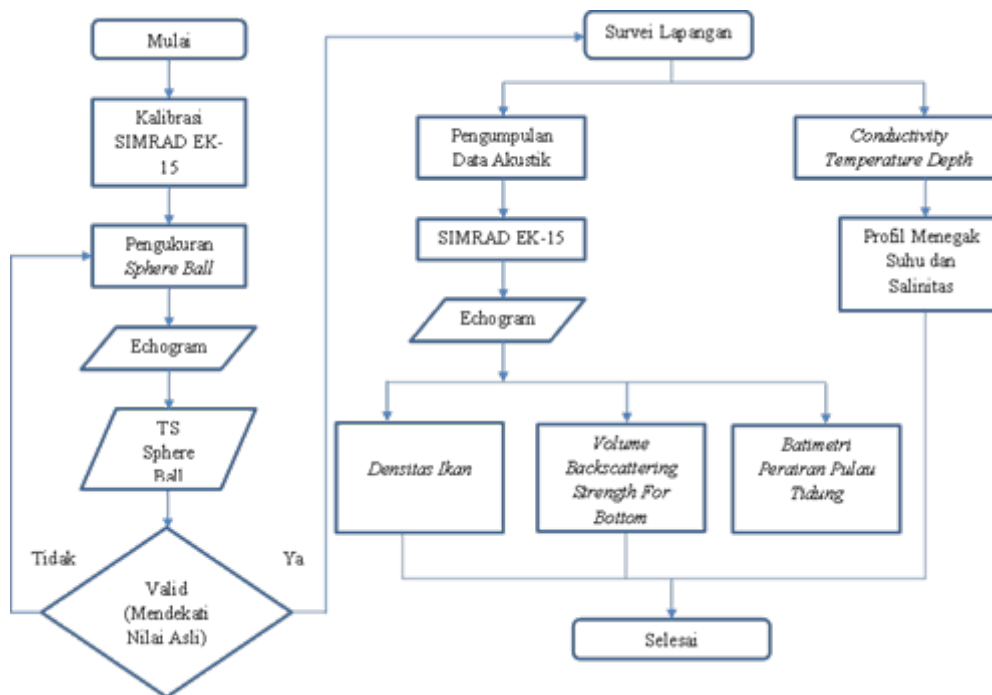 Mulai
Kalibrasi
SIMRAD EK-
15
Pengukuran
Sphere Ball
Echogram
TS
Sphere
Ball
Tidak
Ya
Valid
(Mendekati
Nilai Asli)
Survei Lapangan
Pengumpulan
Data Akustik
SIMRAD EK-15
Echogram
Conductivity
Temperature Depth
Profil Menegak
Suhu dan
Salinitas
Densitas Ikan
Volume
Backscattering
Strength For
Bottom
Batimetri
Perairan Pulau
Tidung
Selesai